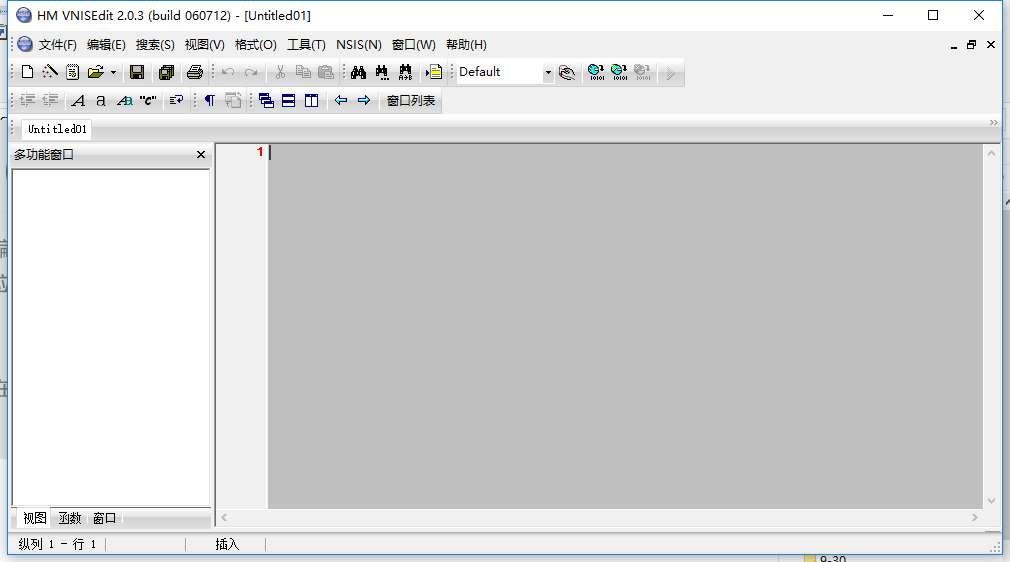 HM VNISEdit 2.0.3 (build 060712) - [Untitled01]
文件(F) 编辑(E) 搜索(S) 视图(V) 格式(O) 工具(T) NSIS(N) 窗口(W) 帮助(H)
Default
A a Aa "C" 窗口列表
Untitled01
多功能窗口
1
视图 函数 窗口
纵列 1 - 行 1 插入
9-30